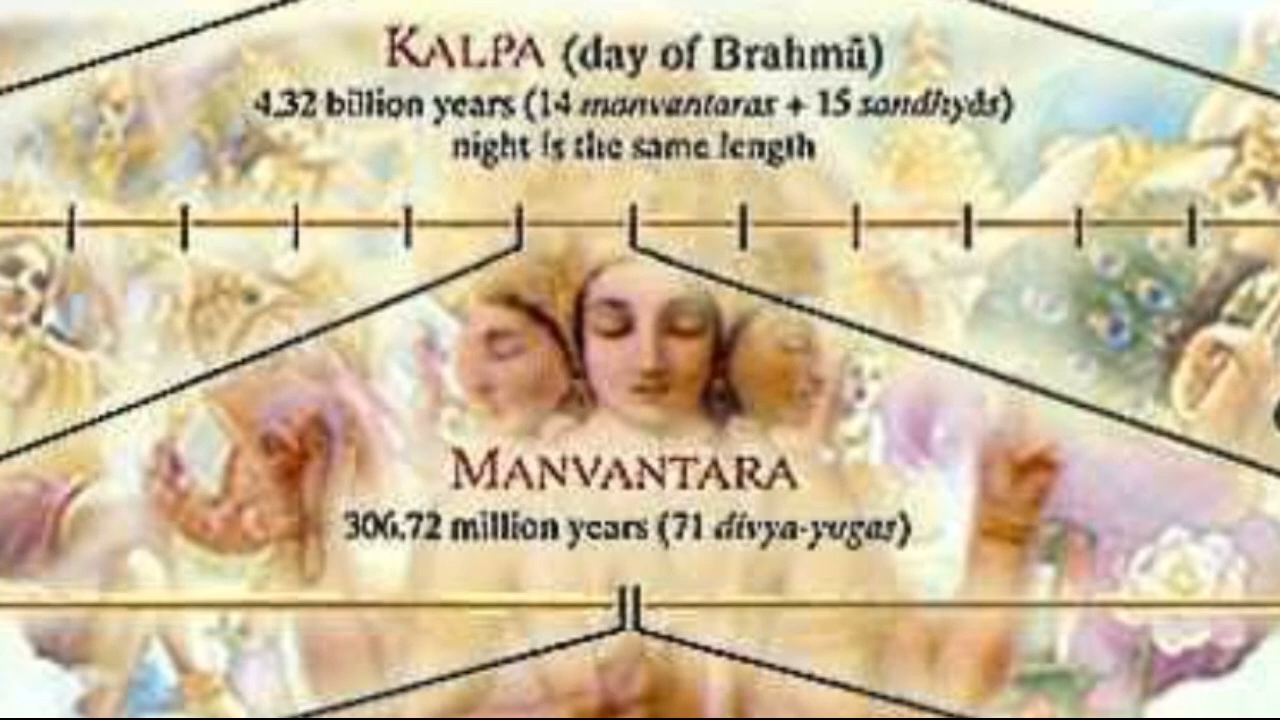 KALPA (day of Brahmā)
4.32 billion years (14 manvantaras + 15 sandhyās)
night is the same length
MANVANTARA
306.72 million years (71 divya-yugas)